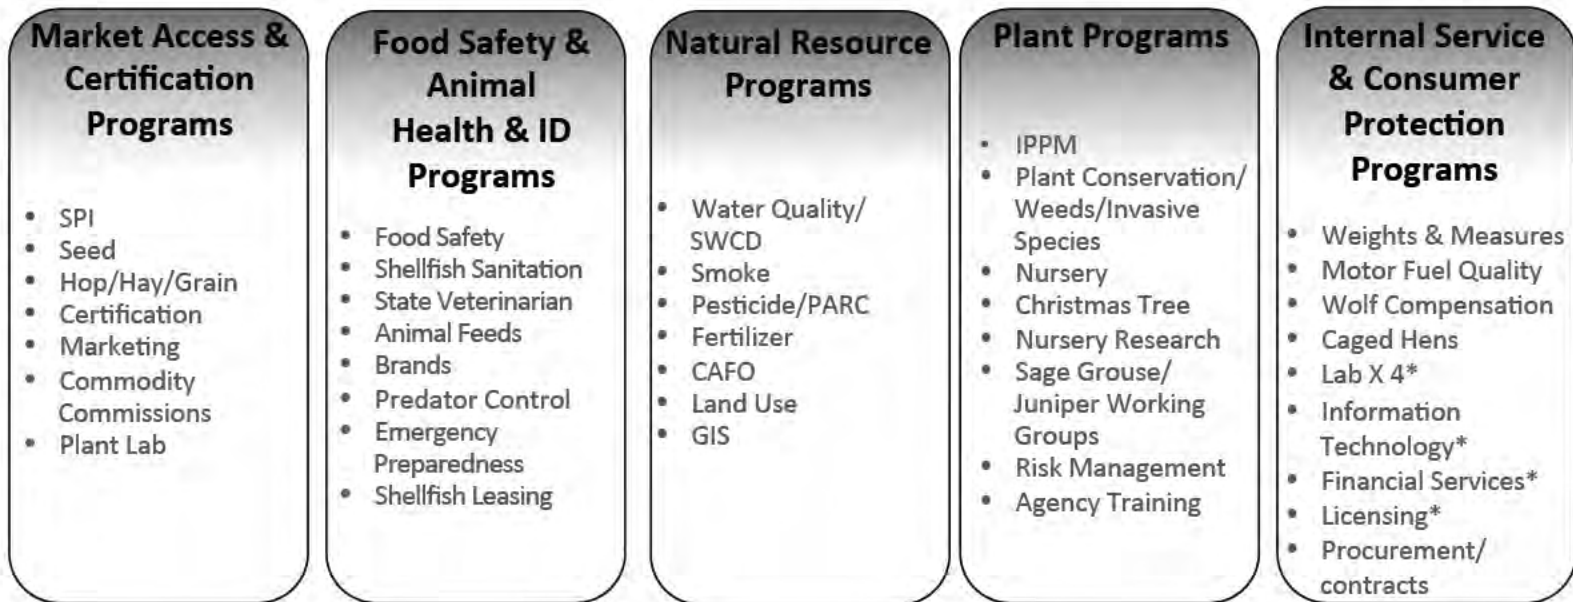 Market Access &
Certification
Programs
• SPI
• Seed
• Hop/Hay/Grain
• Certification
• Marketing
• Commodity
Commissions
• Plant Lab
Food Safety &
Animal
Health & ID
Programs
• Food Safety
• Shellfish Sanitation
• State Veterinarian
• Animal Feeds
• Brands
• Predator Control
• Emergency
Preparedness
• Shellfish Leasing
Natural Resource
Programs
• Water Quality/
SWCD
• Smoke
• Pesticide/PARC
• Fertilizer
• CAFO
• Land Use
• GIS
Plant Programs
• IPPM
• Plant Conservation/
Weeds/Invasive
Species
• Nursery
• Christmas Tree
• Nursery Research
• Sage Grouse/
Juniper Working
Groups
• Risk Management
• Agency Training
Internal Service
& Consumer
Protection
Programs
• Weights & Measures
• Motor Fuel Quality
• Wolf Compensation
• Caged Hens
• Lab X 4*
• Information
Technology*
• Financial Services*
• Licensing*
• Procurement/
contracts